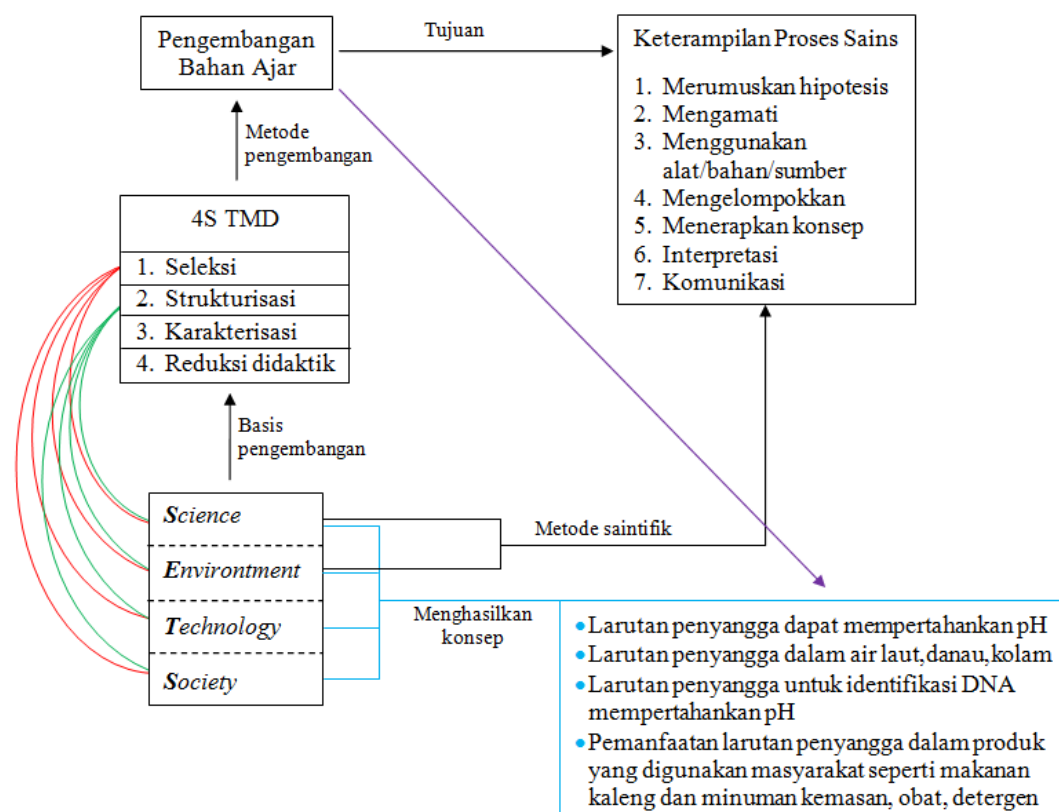 Pengembangan
Bahan Ajar
Tujuan
Keterampilan Proses Sains
1. Merumuskan hipotesis
2. Mengamati
3. Menggunakan
alat/bahan/sumber
4. Mengelompokkan
5. Menerapkan konsep
6. Interpretasi
7. Komunikasi
Metode
pengembangan
4S TMD
1. Seleksi
2. Strukturisasi
3. Karakterisasi
4. Reduksi didaktik
Basis
pengembangan
Science
Environtment
Technology
Society
Metode saintifik
Menghasilkan
konsep
• Larutan penyangga dapat mempertahankan pH
• Larutan penyangga dalam air laut,danau,kolam
• Larutan penyangga untuk identifikasi DNA
mempertahankan pH
• Pemanfaatan larutan penyangga dalam produk
yang digunakan masyarakat seperti makanan
kaleng dan minuman kemasan, obat, detergen